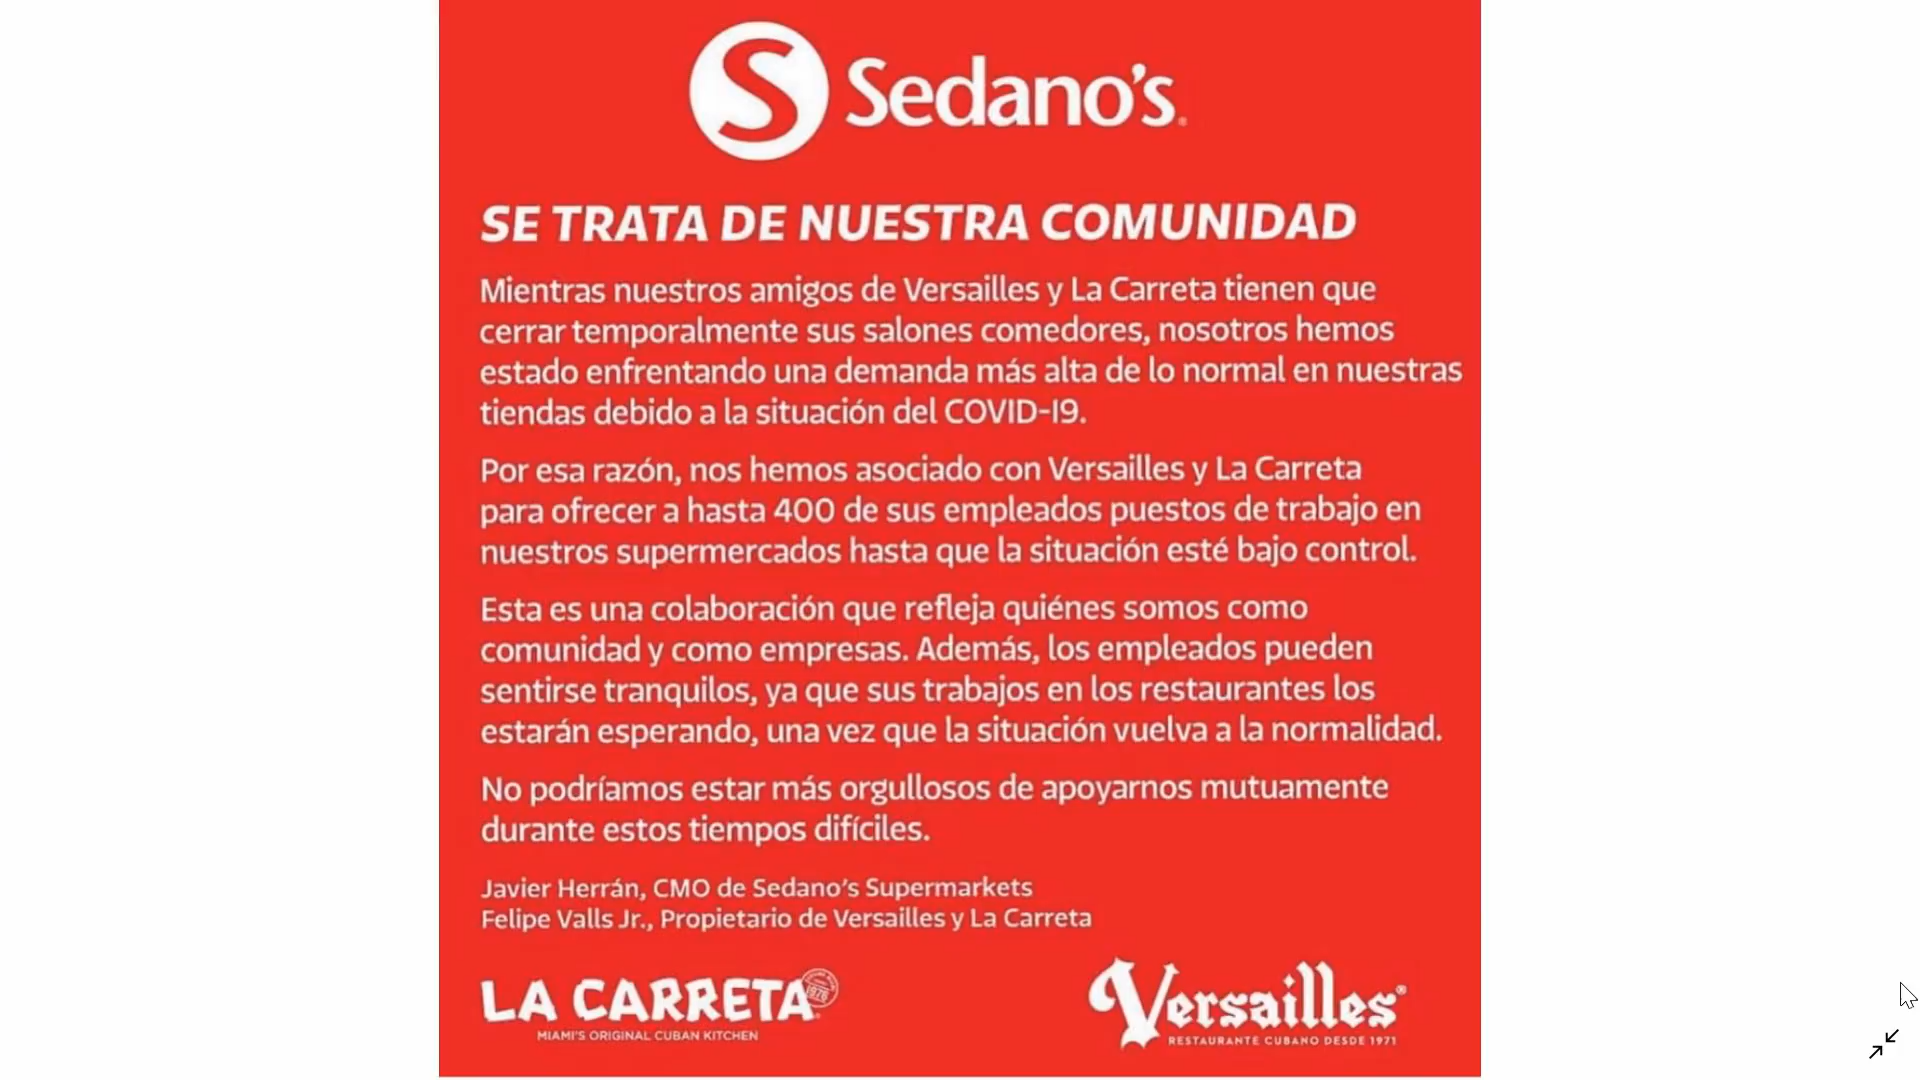 S Sedano's®
SE TRATA DE NUESTRA COMUNIDAD
Mientras nuestros amigos de Versailles y La Carreta tienen que
cerrar temporalmente sus salones comedores, nosotros hemos
estado enfrentando una demanda más alta de lo normal en nuestras
tiendas debido a la situación del COVID-19.
Por esa razón, nos hemos asociado con Versailles y La Carreta
para ofrecer a hasta 400 de sus empleados puestos de trabajo en
nuestros supermercados hasta que la situación esté bajo control.
Esta es una colaboración que refleja quiénes somos como
comunidad y como empresas. Además, los empleados pueden
sentirse tranquilos, ya que sus trabajos en los restaurantes los
estarán esperando, una vez que la situación vuelva a la normalidad.
No podríamos estar más orgullosos de apoyarnos mutuamente
durante estos tiempos difíciles.
Javier Herrán, CMO de Sedano's Supermarkets
Felipe Valls Jr., Propietario de Versailles y La Carreta
LA CARRETA
1976
MIAMI'S ORIGINAL CUBAN KITCHEN
Versailles®
RESTAURANTE CUBANO DESDE 1971